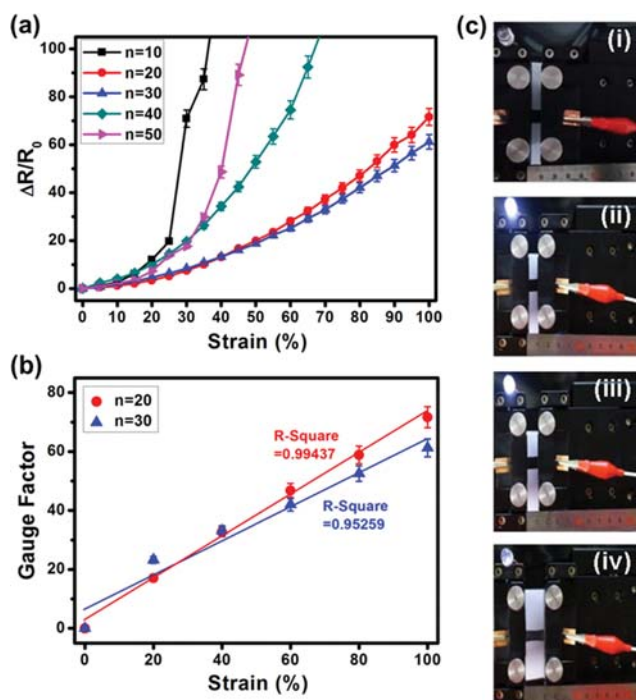 (a)
n=10
n=20
n=30
n=40
n=50
100
80
60
40
20
0
ΔR/R0
0 10 20 30 40 50 60 70 80 90 100
Strain (%)
(b)
n=20
n=30
80
60
40
20
0
Gauge Factor
R-Square
=0.99437
R-Square
=0.95259
0 20 40 60 80 100
Strain (%)
(c)
(i)
(ii)
(iii)
(iv)